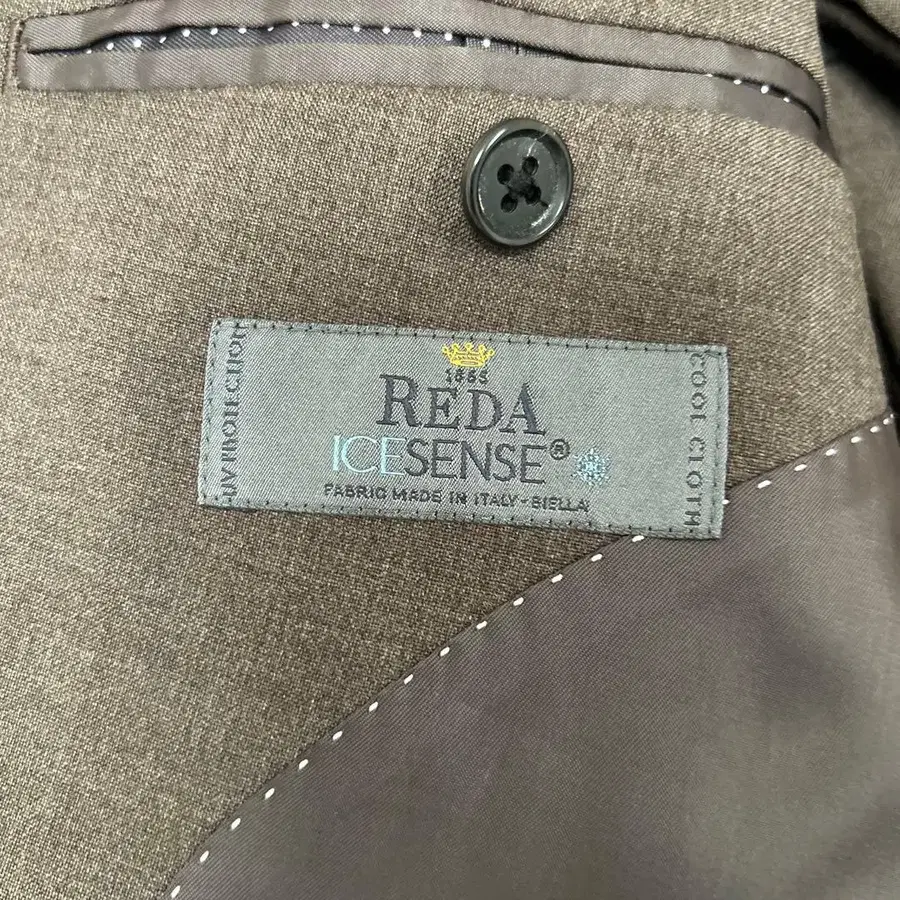 UV PROTECTION
1865
REDA
ICESENSE®
FABRIC MADE IN ITALY - BIELLA
COOL CLOTH